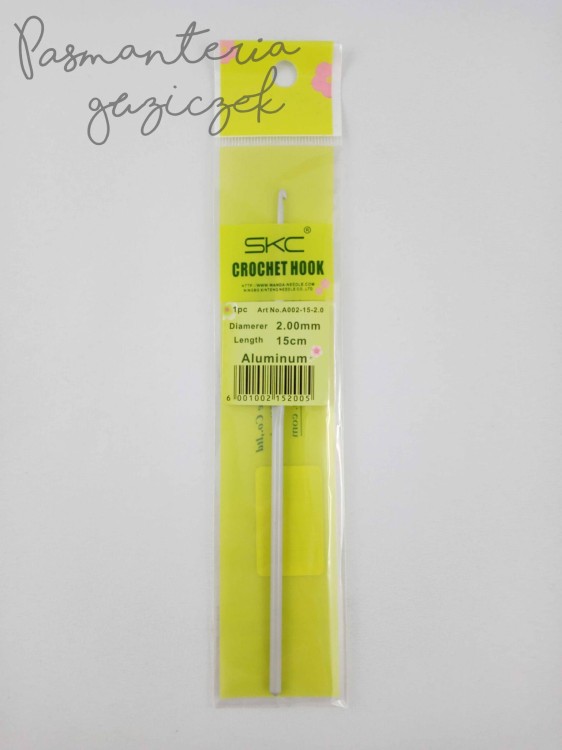 Pasmanteria
guziczek
SKC®
CROCHET HOOK
1pc Art No.A002-15-2.0
Diamerer 2.00mm
Length 15cm
Aluminum
6 001002 152005